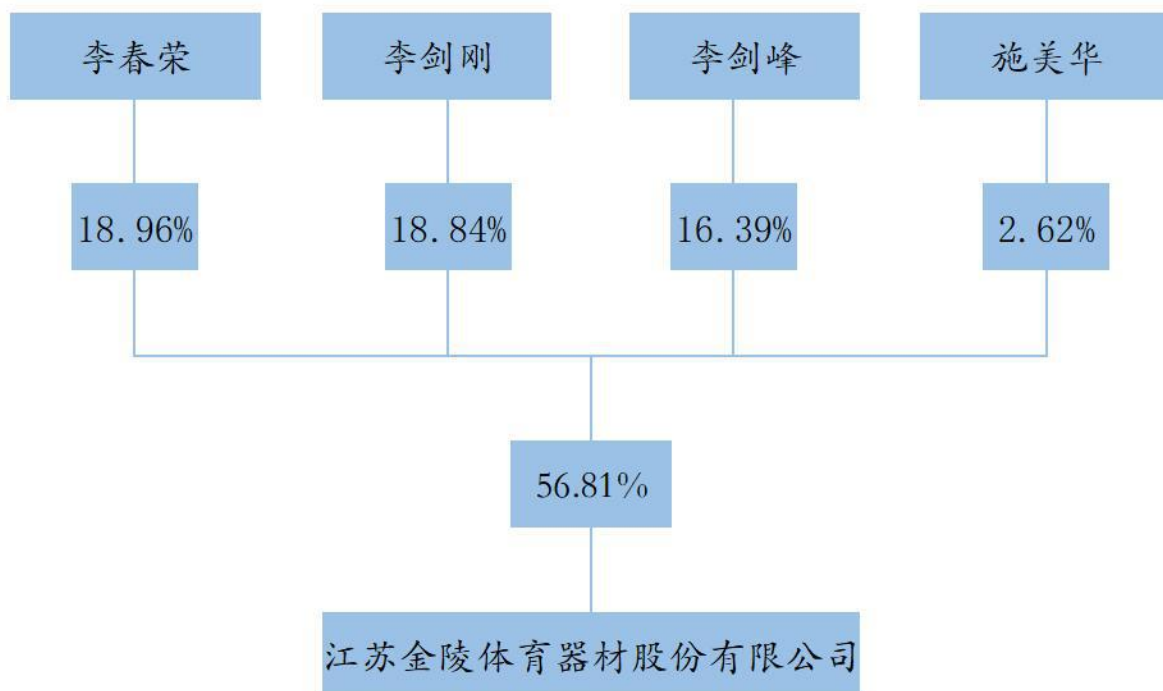 李春荣
李剑刚
李剑峰
施美华
18.96%
18.84%
16.39%
2.62%
56.81%
江苏金陵体育器材股份有限公司